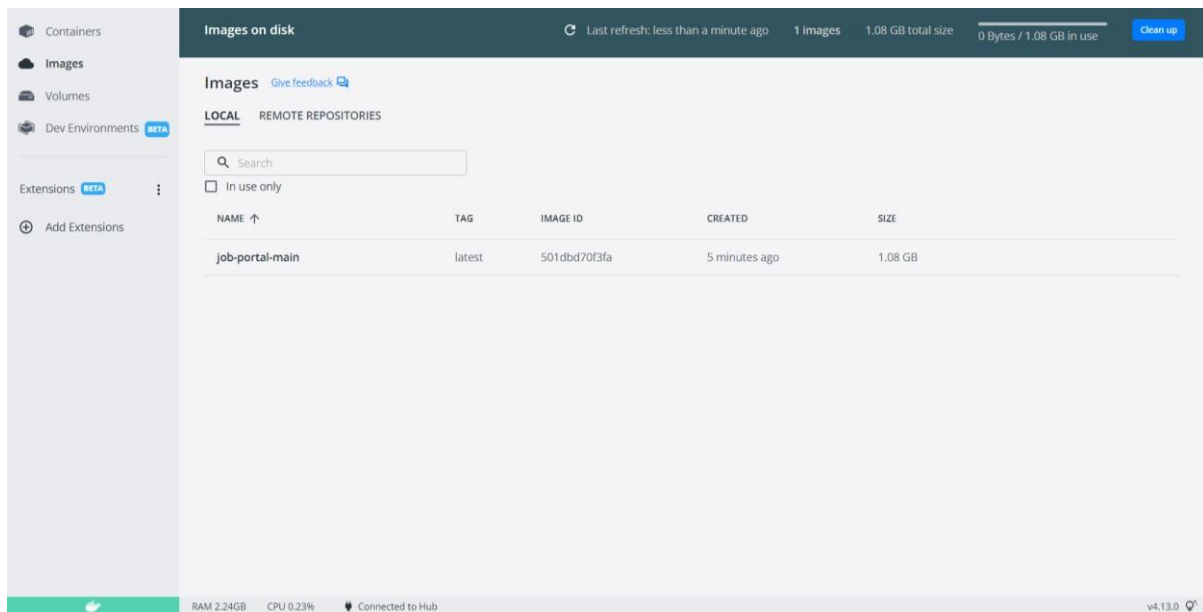 Containers
Images
Volumes
Dev Environments BETA
Extensions BETA
Add Extensions
Images on disk
Last refresh: less than a minute ago 1 images 1.08 GB total size 0 Bytes / 1.08 GB in use Clean up
Images Give feedback
LOCAL REMOTE REPOSITORIES
Search
In use only
NAME TAG IMAGE ID CREATED SIZE
job-portal-main latest 501dbd70f3fa 5 minutes ago 1.08 GB
RAM 2.24GB CPU 0.23% Connected to Hub v4.13.0